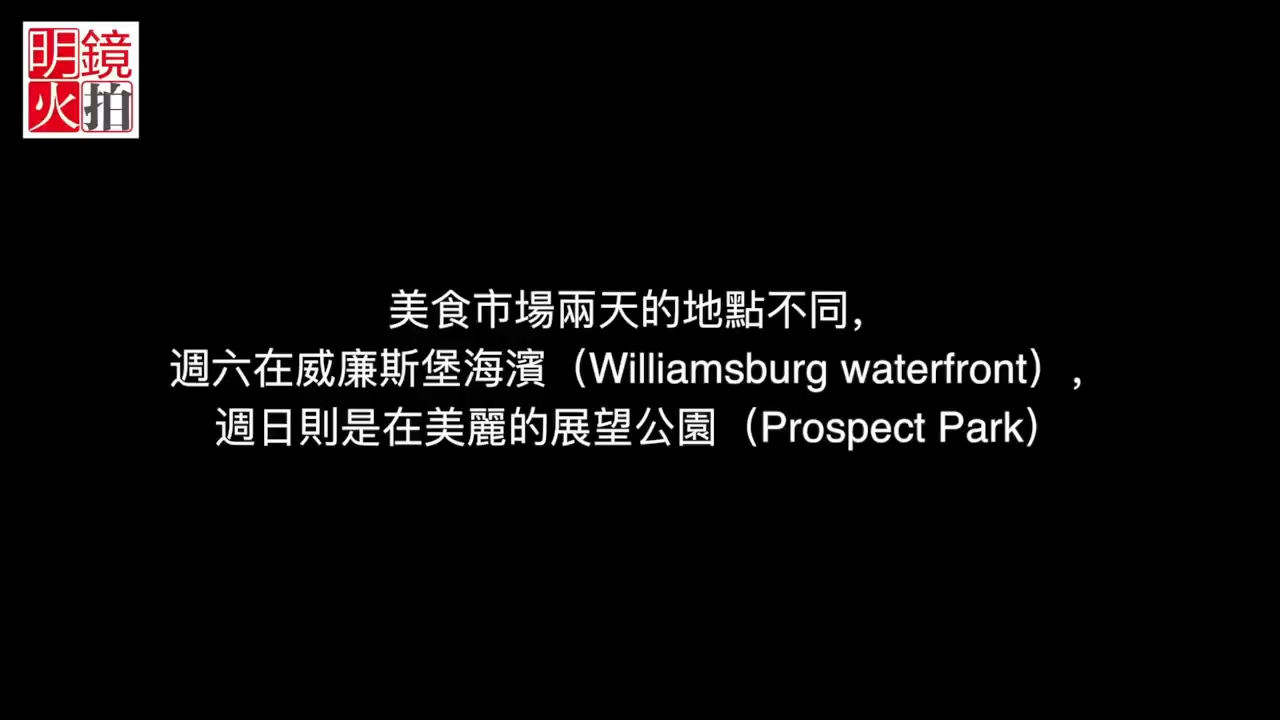 明鏡
火拍
美食市場兩天的地點不同，
週六在威廉斯堡海濱（Williamsburg waterfront），
週日則是在美麗的展望公園（Prospect Park）